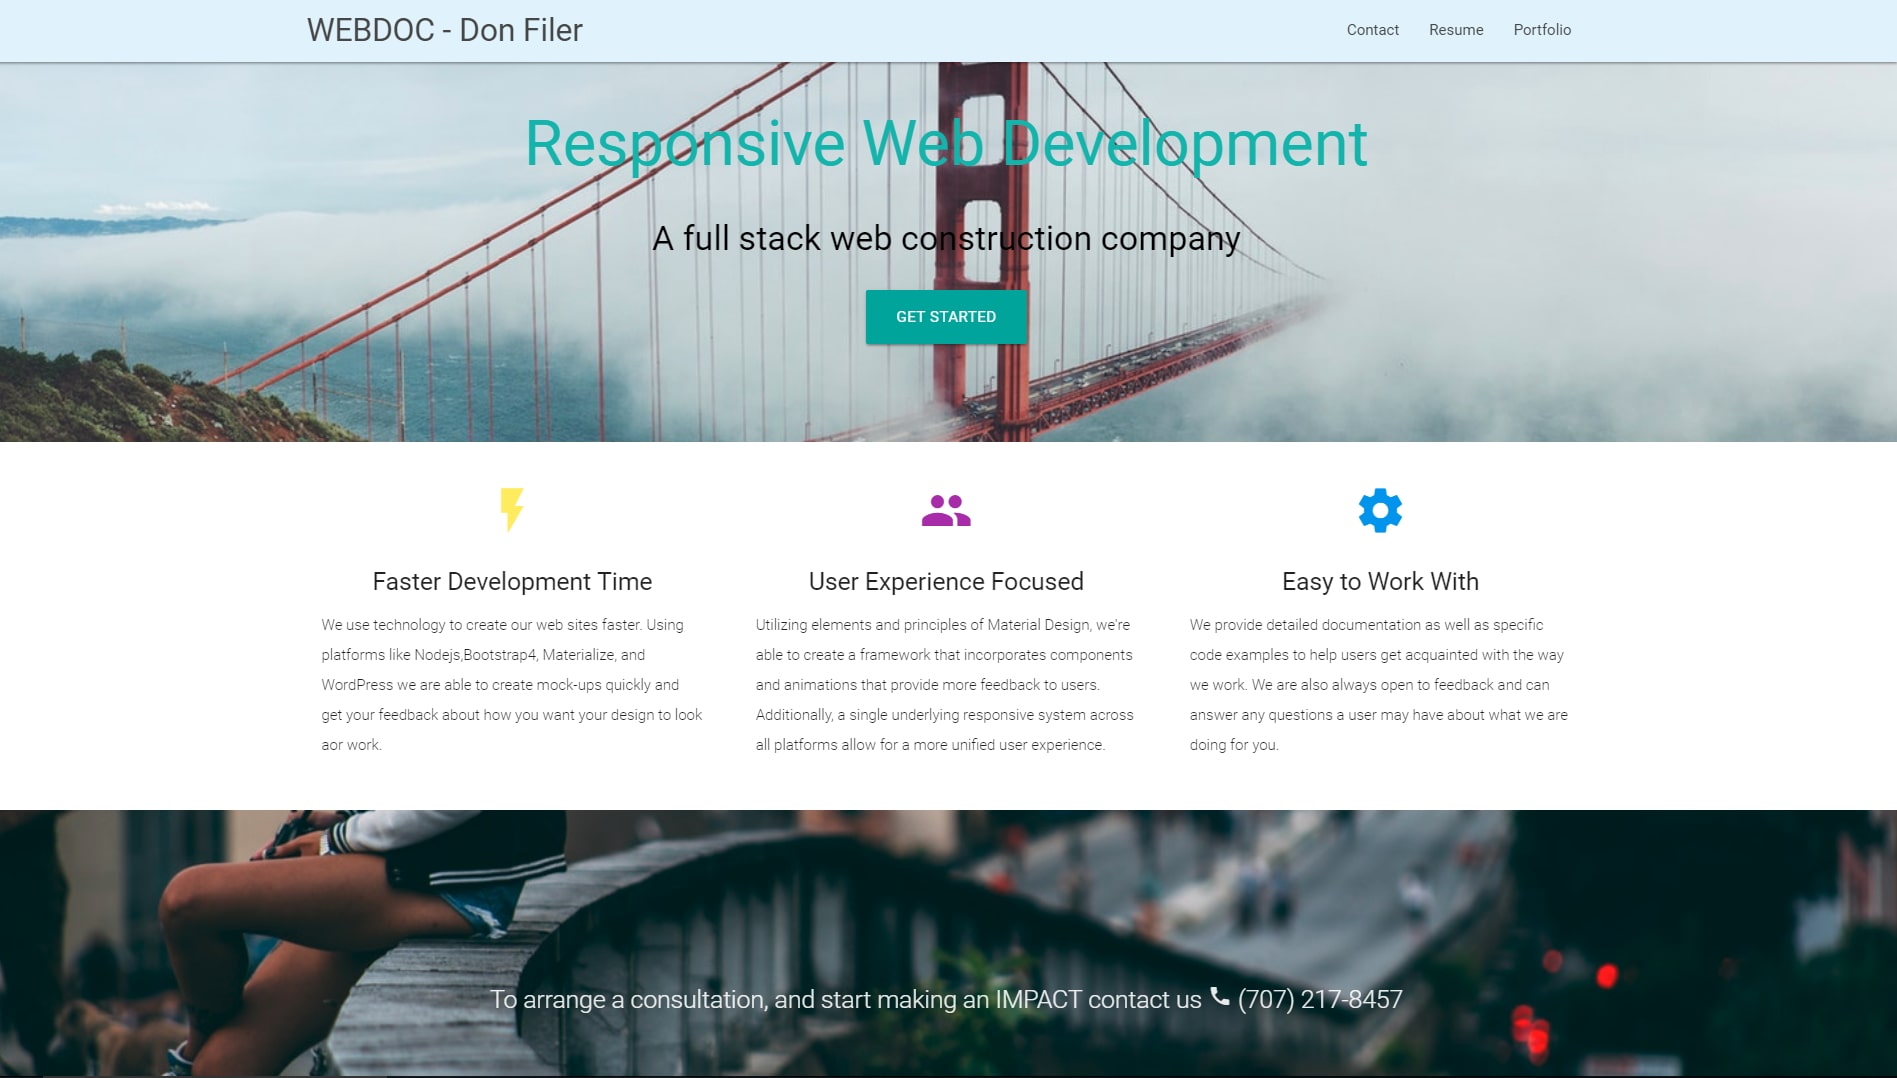 WEBDOC - Don Filer
Contact Resume Portfolio
Responsive Web Development
A full stack web construction company
GET STARTED
Faster Development Time
We use technology to create our web sites faster. Using
platforms like Nodejs,Bootstrap4, Materialize, and
WordPress we are able to create mock-ups quickly and
get your feedback about how you want your design to look
aor work.
User Experience Focused
Utilizing elements and principles of Material Design, we're
able to create a framework that incorporates components
and animations that provide more feedback to users.
Additionally, a single underlying responsive system across
all platforms allow for a more unified user experience.
Easy to Work With
We provide detailed documentation as well as specific
code examples to help users get acquainted with the way
we work. We are also always open to feedback and can
answer any questions a user may have about what we are
doing for you.
To arrange a consultation, and start making an IMPACT contact us (707) 217-8457